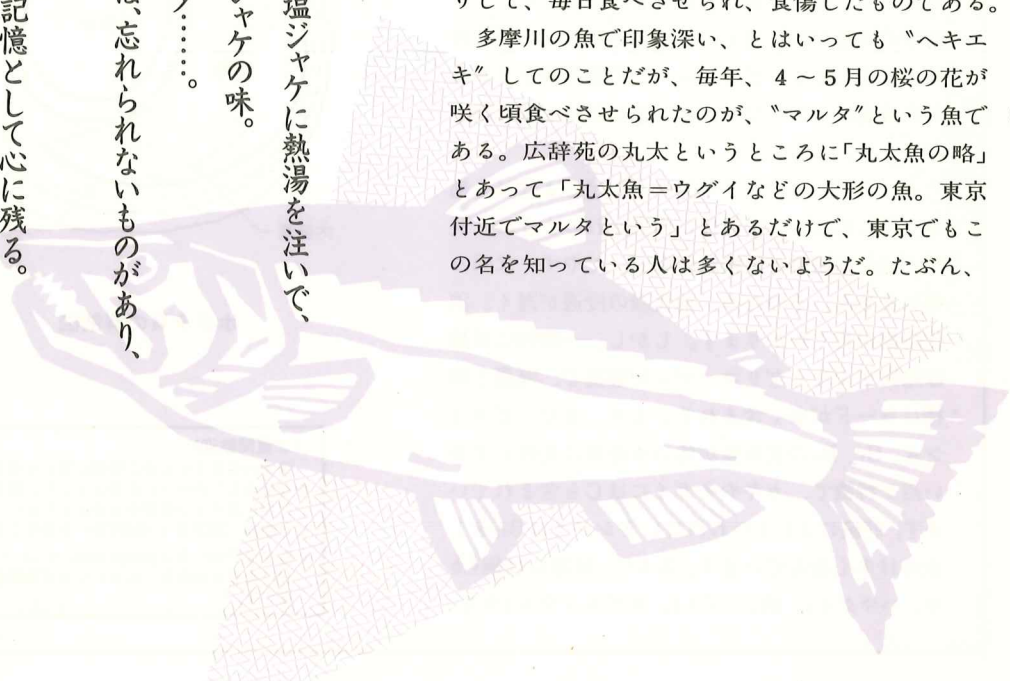 塩ジャケに熱湯を注いで、
ャケの味。
……。
、忘れられないものがあり、
記憶として心に残る。
りして、毎日食べさせられ、食傷したものである。
　多摩川の魚で印象深い、とはいっても〝ヘキエ
キ〟してのことだが、毎年、4～5月の桜の花が
咲く頃食べさせられたのが、〝マルタ〟という魚で
ある。広辞苑の丸太というところに「丸太魚の略」
とあって「丸太魚＝ウグイなどの大形の魚。東京
付近でマルタという」とあるだけで、東京でもこ
の名を知っている人は多くないようだ。たぶん、